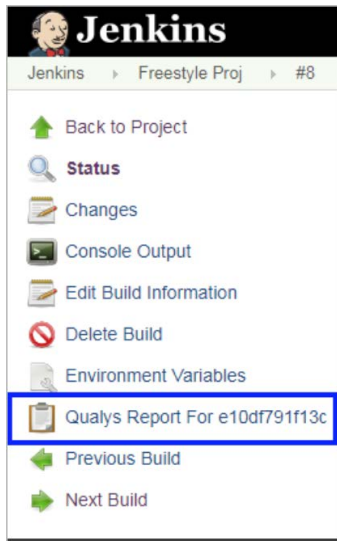 Jenkins
Jenkins Freestyle Proj #8
Back to Project
Status
Changes
Console Output
Edit Build Information
Delete Build
Environment Variables
Qualys Report For e10df791f13c
Previous Build
Next Build